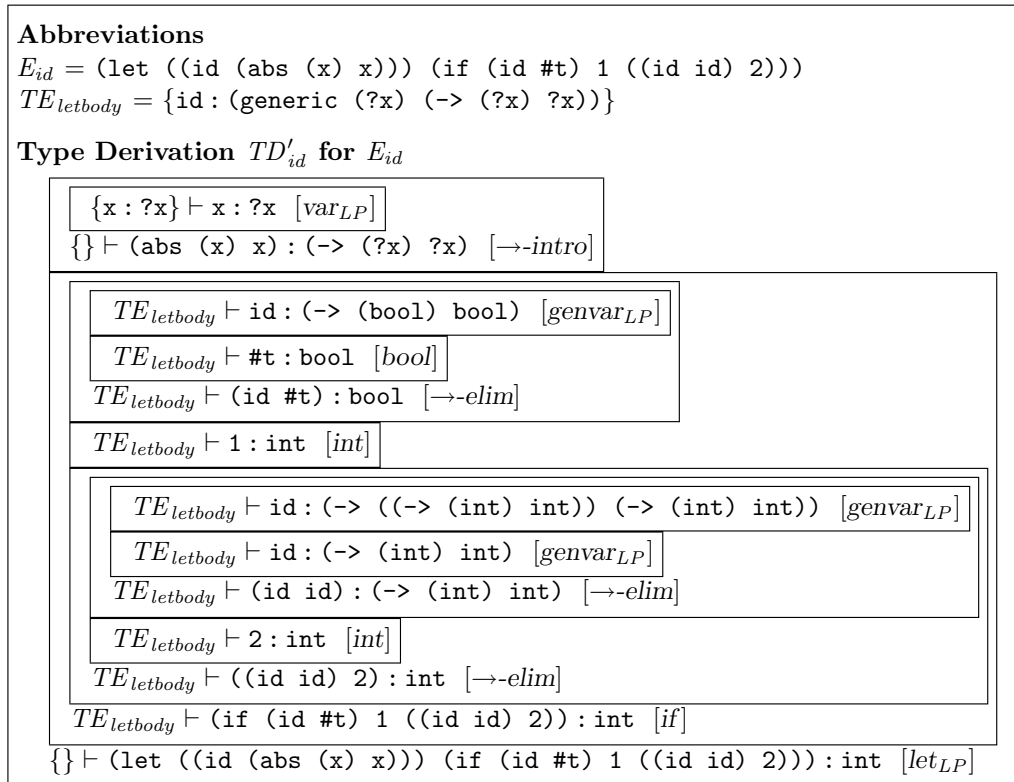 Abbreviations
E_id = (let ((id (abs (x) x))) (if (id #t) 1 ((id id) 2)))
TE_letbody = {id : (generic (?x) (-> (?x) ?x))}
Type Derivation TD′_id for E_id
{x : ?x} ⊢ x : ?x [var_LP]
{} ⊢ (abs (x) x) : (-> (?x) ?x) [→-intro]
TE_letbody ⊢ id : (-> (bool) bool) [genvar_LP]
TE_letbody ⊢ #t : bool [bool]
TE_letbody ⊢ (id #t) : bool [→-elim]
TE_letbody ⊢ 1 : int [int]
TE_letbody ⊢ id : (-> ((-> (int) int)) (-> (int) int)) [genvar_LP]
TE_letbody ⊢ id : (-> (int) int) [genvar_LP]
TE_letbody ⊢ (id id) : (-> (int) int) [→-elim]
TE_letbody ⊢ 2 : int [int]
TE_letbody ⊢ ((id id) 2) : int [→-elim]
TE_letbody ⊢ (if (id #t) 1 ((id id) 2)) : int [if]
{} ⊢ (let ((id (abs (x) x))) (if (id #t) 1 ((id id) 2))) : int [let_LP]